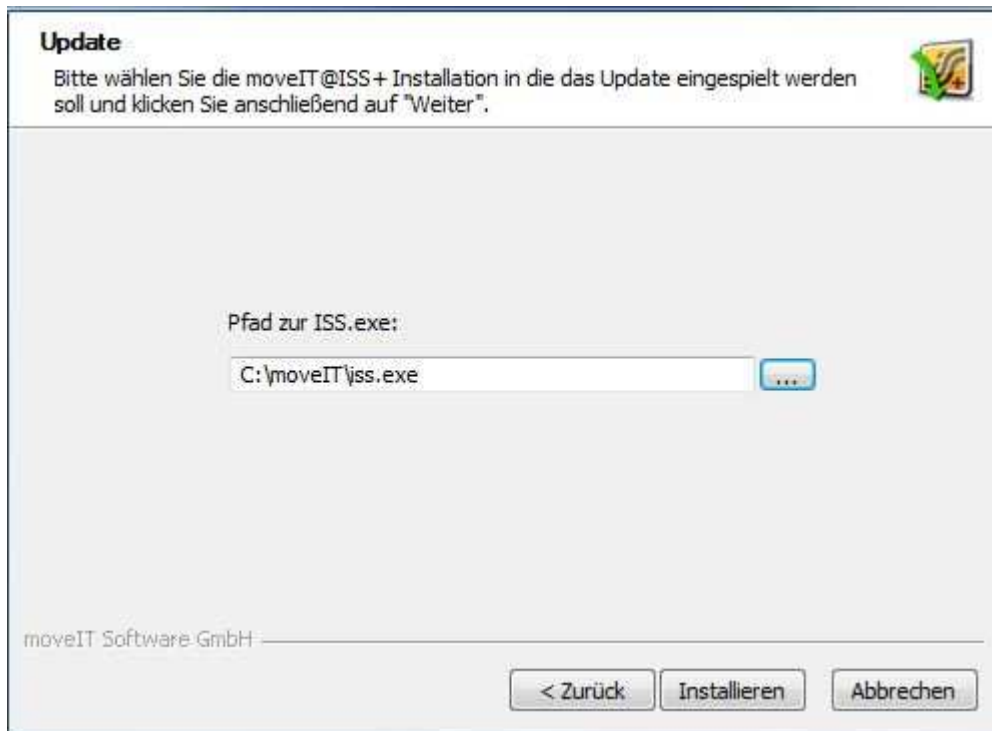 Update
Bitte wählen Sie die moveIT@ISS+ Installation in die das Update eingespielt werden
soll und klicken Sie anschließend auf "Weiter".
Pfad zur ISS.exe:
C:\moveIT\iss.exe
...
moveIT Software GmbH
< Zurück
Installieren
Abbrechen